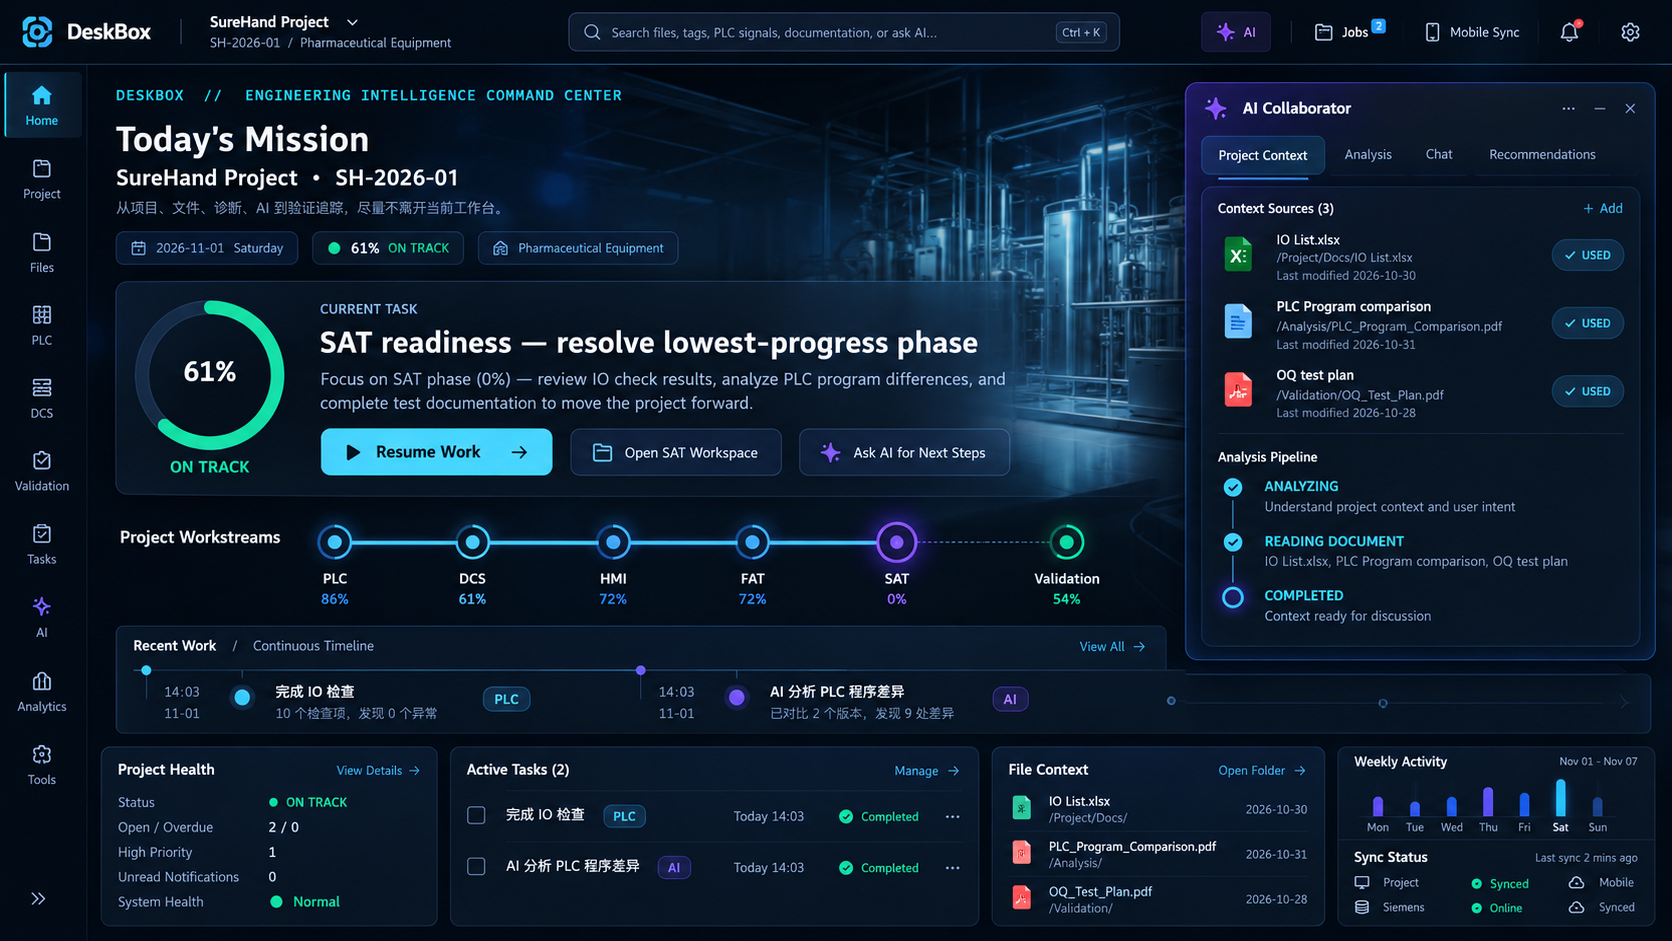 DeskBox
SureHand Project
SH-2026-01 / Pharmaceutical Equipment
Search files, tags, PLC signals, documentation, or ask AI...
Ctrl + K
AI
Jobs 2
Mobile Sync
Home
Project
Files
PLC
DCS
Validation
Tasks
AI
Analytics
Tools
DESKBOX // ENGINEERING INTELLIGENCE COMMAND CENTER
Today's Mission
SureHand Project • SH-2026-01
从项目、文件、诊断、AI 到验证追踪，尽量不离开当前工作台。
2026-11-01 Saturday
61% ON TRACK
Pharmaceutical Equipment
61%
ON TRACK
CURRENT TASK
SAT readiness — resolve lowest-progress phase
Focus on SAT phase (0%) — review IO check results, analyze PLC program differences, and
complete test documentation to move the project forward.
Resume Work
Open SAT Workspace
Ask AI for Next Steps
Project Workstreams
PLC
86%
DCS
61%
HMI
72%
FAT
72%
SAT
0%
Validation
54%
Recent Work / Continuous Timeline
View All
14:03
11-01
完成 IO 检查
10 个检查项，发现 0 个异常
PLC
14:03
11-01
AI 分析 PLC 程序差异
已对比 2 个版本，发现 9 处差异
AI
AI Collaborator
Project Context
Analysis
Chat
Recommendations
Context Sources (3)
+ Add
IO List.xlsx
/Project/Docs/IO List.xlsx
Last modified 2026-10-30
USED
PLC Program comparison
/Analysis/PLC_Program_Comparison.pdf
Last modified 2026-10-31
USED
OQ test plan
/Validation/OQ_Test_Plan.pdf
Last modified 2026-10-28
USED
Analysis Pipeline
ANALYZING
Understand project context and user intent
READING DOCUMENT
IO List.xlsx, PLC Program comparison, OQ test plan
COMPLETED
Context ready for discussion
Project Health
View Details
Status ON TRACK
Open / Overdue 2 / 0
High Priority 1
Unread Notifications 0
System Health Normal
Active Tasks (2)
Manage
完成 IO 检查 PLC Today 14:03 Completed
AI 分析 PLC 程序差异 AI Today 14:03 Completed
File Context
Open Folder
IO List.xlsx
/Project/Docs/
2026-10-30
PLC_Program_Comparison.pdf
/Analysis/
2026-10-31
OQ_Test_Plan.pdf
/Validation/
2026-10-28
Weekly Activity
Nov 01 - Nov 07
Mon Tue Wed Thu Fri Sat Sun
Sync Status
Last sync 2 mins ago
Project Synced Mobile
Siemens Online Synced